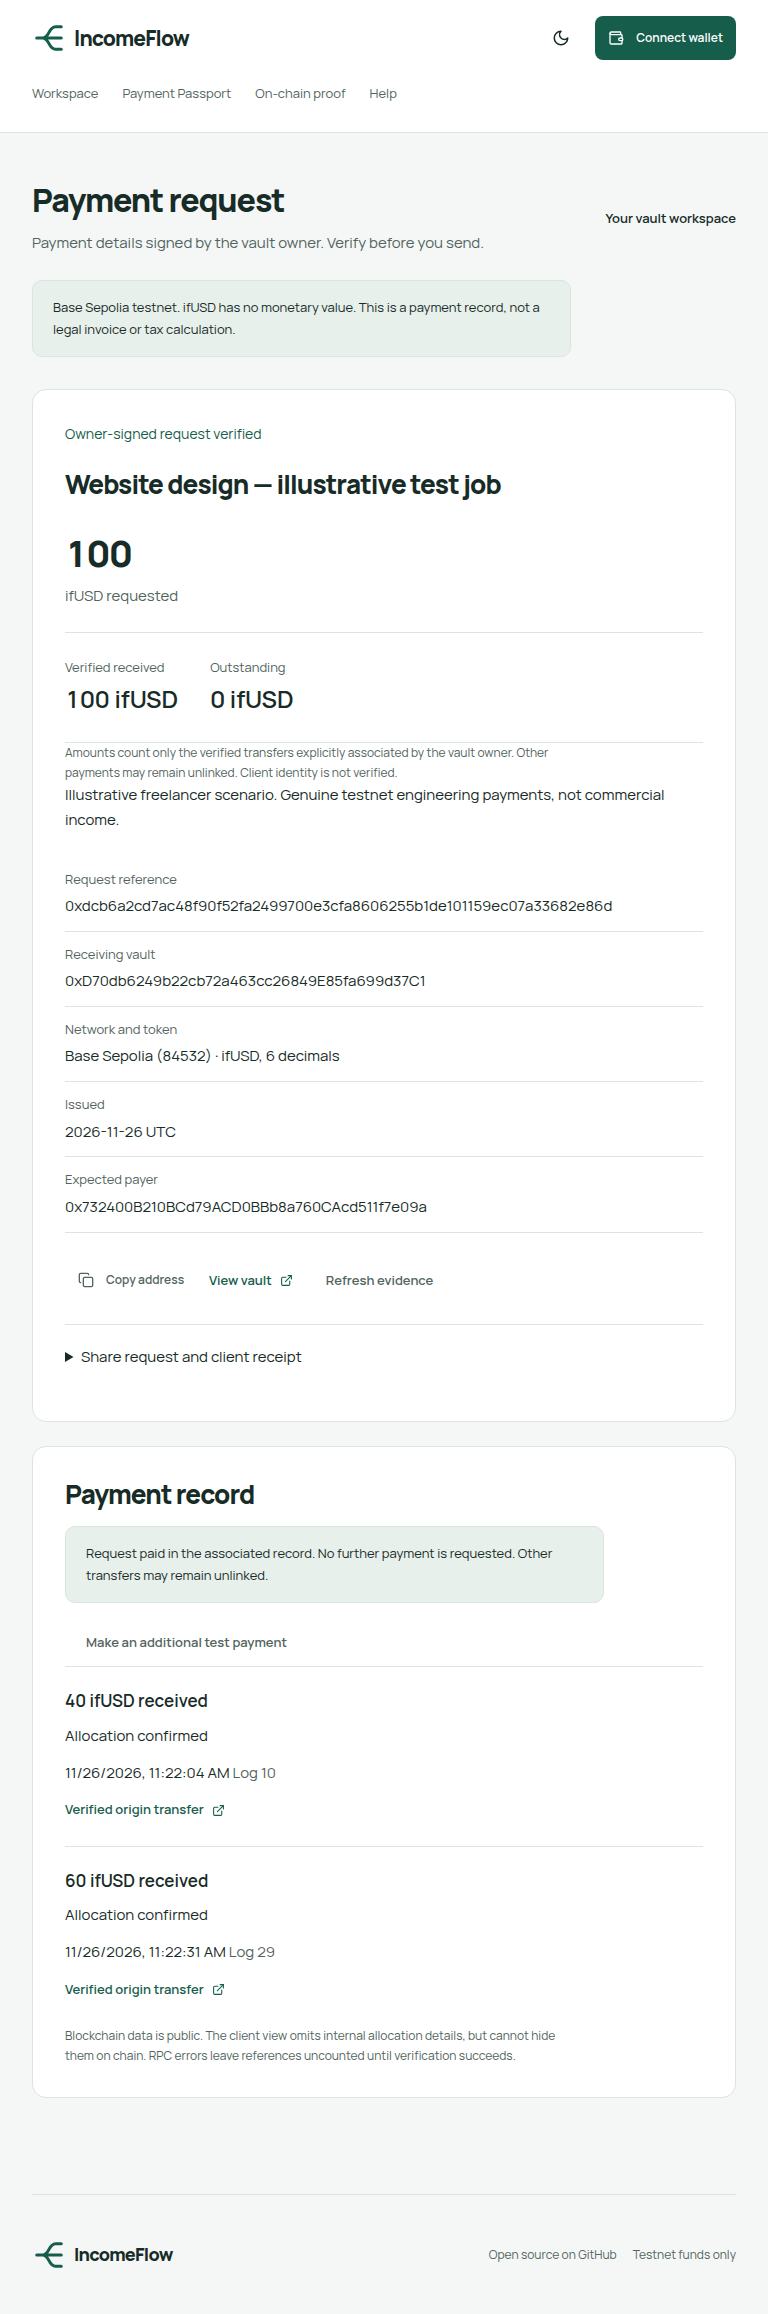 IncomeFlow
Connect wallet
Workspace Payment Passport On-chain proof Help
Payment request
Your vault workspace
Payment details signed by the vault owner. Verify before you send.
Base Sepolia testnet. ifUSD has no monetary value. This is a payment record, not a
legal invoice or tax calculation.
Owner-signed request verified
Website design — illustrative test job
100
ifUSD requested
Verified received Outstanding
100 ifUSD 0 ifUSD
Amounts count only the verified transfers explicitly associated by the vault owner. Other
payments may remain unlinked. Client identity is not verified.
Illustrative freelancer scenario. Genuine testnet engineering payments, not commercial
income.
Request reference
0xdcb6a2cd7ac48f90f52fa2499700e3cfa8606255b1de101159ec07a33682e86d
Receiving vault
0xD70db6249b22cb72a463cc26849E85fa699d37C1
Network and token
Base Sepolia (84532) · ifUSD, 6 decimals
Issued
2026-11-26 UTC
Expected payer
0x732400B210BCd79ACD0BBb8a760CAcd511f7e09a
Copy address View vault Refresh evidence
Share request and client receipt
Payment record
Request paid in the associated record. No further payment is requested. Other
transfers may remain unlinked.
Make an additional test payment
40 ifUSD received
Allocation confirmed
11/26/2026, 11:22:04 AM Log 10
Verified origin transfer
60 ifUSD received
Allocation confirmed
11/26/2026, 11:22:31 AM Log 29
Verified origin transfer
Blockchain data is public. The client view omits internal allocation details, but cannot hide
them on chain. RPC errors leave references uncounted until verification succeeds.
IncomeFlow
Open source on GitHub Testnet funds only